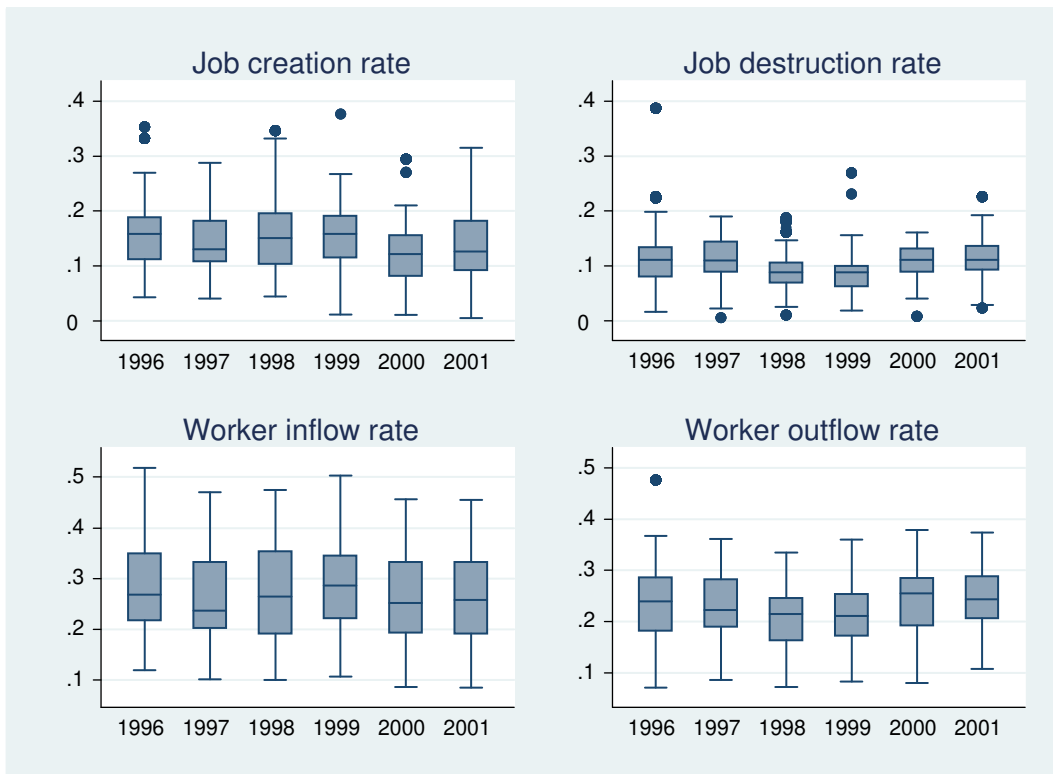 Job creation rate
.4
.3
.2
.1
0
1996 1997 1998 1999 2000 2001
Job destruction rate
.4
.3
.2
.1
0
1996 1997 1998 1999 2000 2001
Worker inflow rate
.5
.4
.3
.2
.1
1996 1997 1998 1999 2000 2001
Worker outflow rate
.5
.4
.3
.2
.1
1996 1997 1998 1999 2000 2001